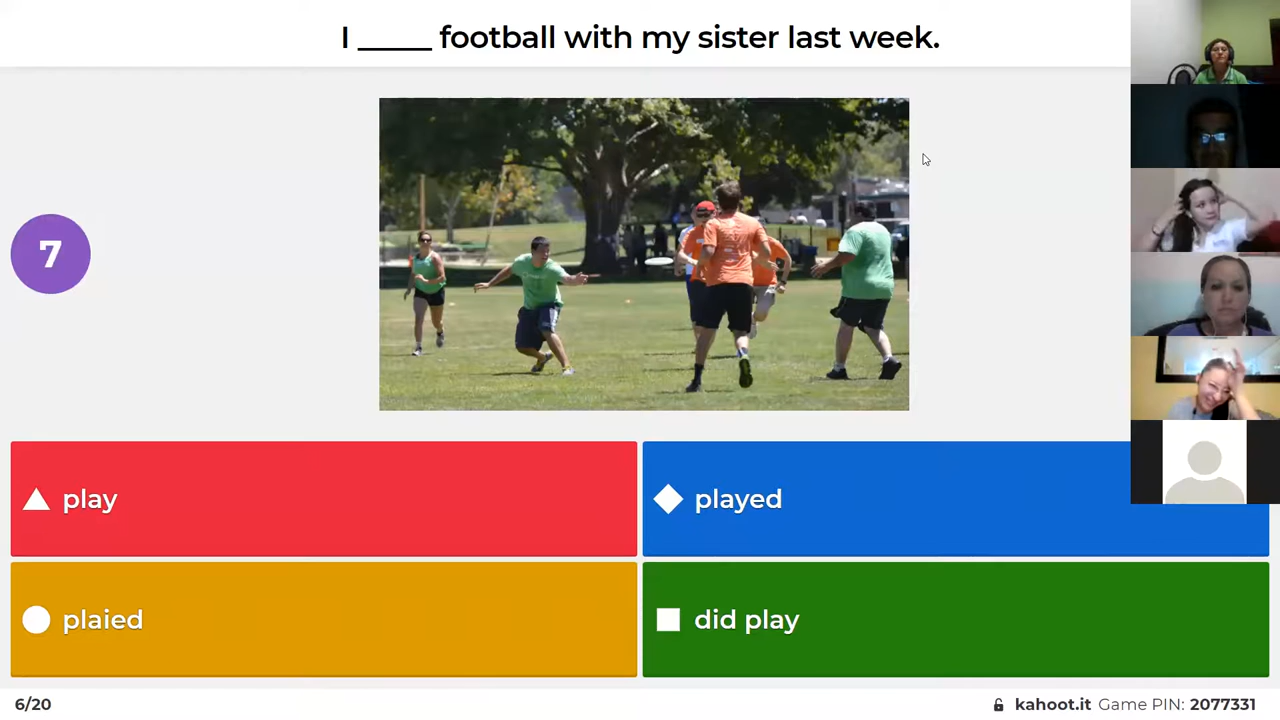 I _____ football with my sister last week.
7
play
played
plaied
did play
6/20
kahoot.it Game PIN: 2077331